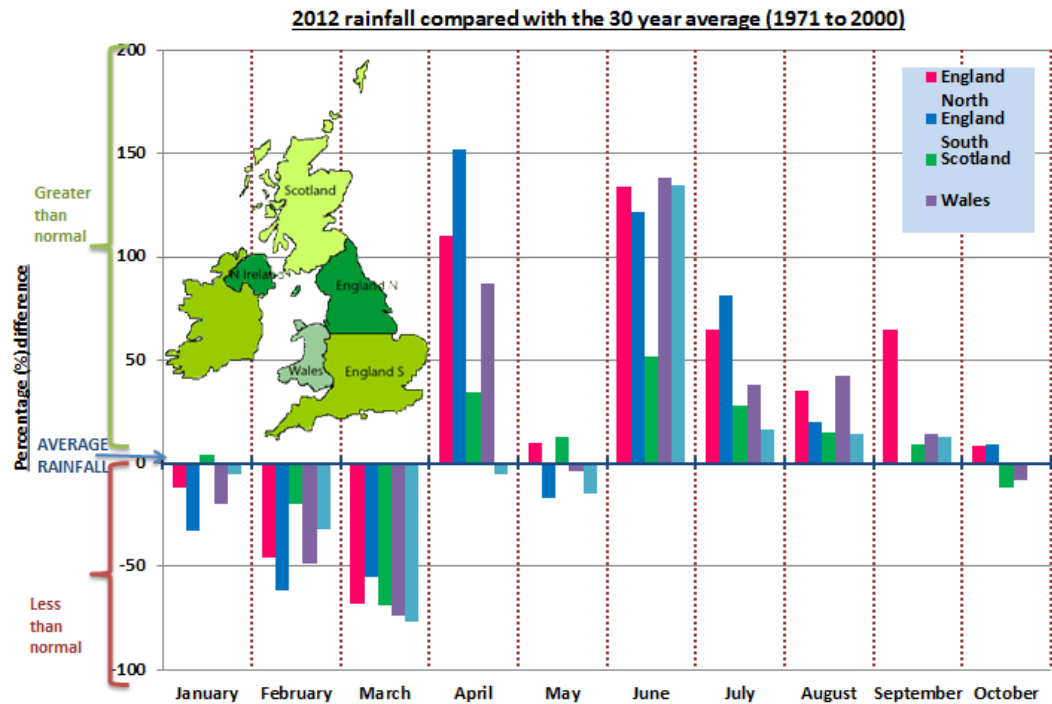 2012 rainfall compared with the 30 year average (1971 to 2000)
200
150
100
50
0
-50
-100
Percentage (%) difference
Greater
than
normal
AVERAGE
RAINFALL
Less
than
normal
Scotland
N Ireland
England N
Wales
England S
England
North
England
South
Scotland
Wales
January February March April May June July August September October